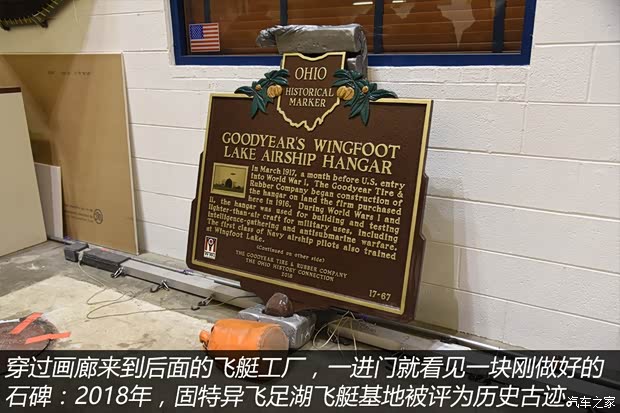 OHIO
HISTORICAL
MARKER
GOODYEAR'S WINGFOOT
LAKE AIRSHIP HANGAR
In March 1917, a month before U.S. entry
into World War I, The Goodyear Tire &
Rubber Company began construction of
the hangar on land the firm purchased
here in 1916. During World Wars I and
II, the hangar was used for building and testing
lighter-than-air craft for military uses, including
intelligence-gathering and antisubmarine warfare.
The first class of Navy airship pilots also trained
at Wingfoot Lake.
(Continued on other side)
THE GOODYEAR TIRE & RUBBER COMPANY
THE OHIO HISTORY CONNECTION
2018
17-67
穿过画廊来到后面的飞艇工厂，一进门就看见一块刚做好的
石碑：2018年，固特异飞足湖飞艇基地被评为历史古迹。
汽车之家